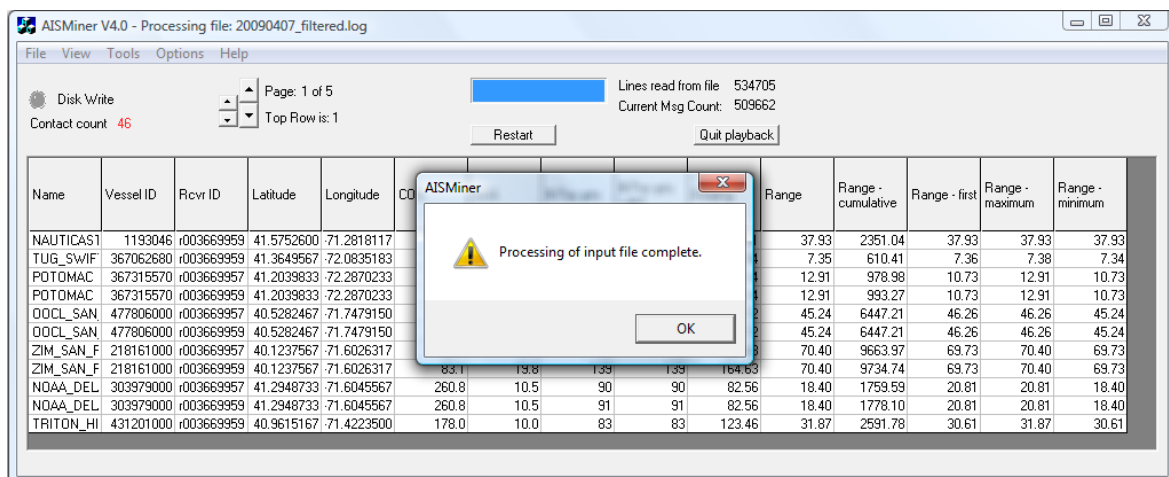 AISMiner V4.0 - Processing file: 20090407_filtered.log
File View Tools Options Help
Disk Write
Contact count 46
Page: 1 of 5
Top Row is: 1
Restart
Lines read from file 534705
Current Msg Count: 509662
Quit playback
Name Vessel ID Rcvr ID Latitude Longitude CO Range Range - cumulative Range - first Range - maximum Range - minimum
NAUTICAST 1193046 r003669959 41.5752600 -71.2818117 37.93 2351.04 37.93 37.93 37.93
TUG_SWIF 367062680 r003669959 41.3649567 -72.0835183 7.35 610.41 7.36 7.38 7.34
POTOMAC 367315570 r003669959 41.2039833 -72.2870233 12.91 978.98 10.73 12.91 10.73
POTOMAC 367315570 r003669959 41.2039833 -72.2870233 12.91 993.27 10.73 12.91 10.73
OOCL_SAN_ 477806000 r003669959 40.5282467 -71.7479150 45.24 6447.21 46.26 46.26 45.24
OOCL_SAN_ 477806000 r003669959 40.5282467 -71.7479150 45.24 6447.21 46.26 46.26 45.24
ZIM_SAN_F 218161000 r003669957 40.1237567 -71.6026317 70.40 9663.97 69.73 70.40 69.73
ZIM_SAN_F 218161000 r003669959 40.1237567 -71.6026317 83.1 19.8 139 139 164.63 70.40 9734.74 69.73 70.40 69.73
NOAA_DEL 303979000 r003669957 41.2948733 -71.6045567 260.8 10.5 90 90 82.56 18.40 1759.59 20.81 20.81 18.40
NOAA_DEL 303979000 r003669959 41.2948733 -71.6045567 260.8 10.5 91 91 82.56 18.40 1778.10 20.81 20.81 18.40
TRITON_HI 431201000 r003669959 40.9615167 -71.4223500 178.0 10.0 83 83 123.46 31.87 2591.78 30.61 31.87 30.61
AISMiner
Processing of input file complete.
OK